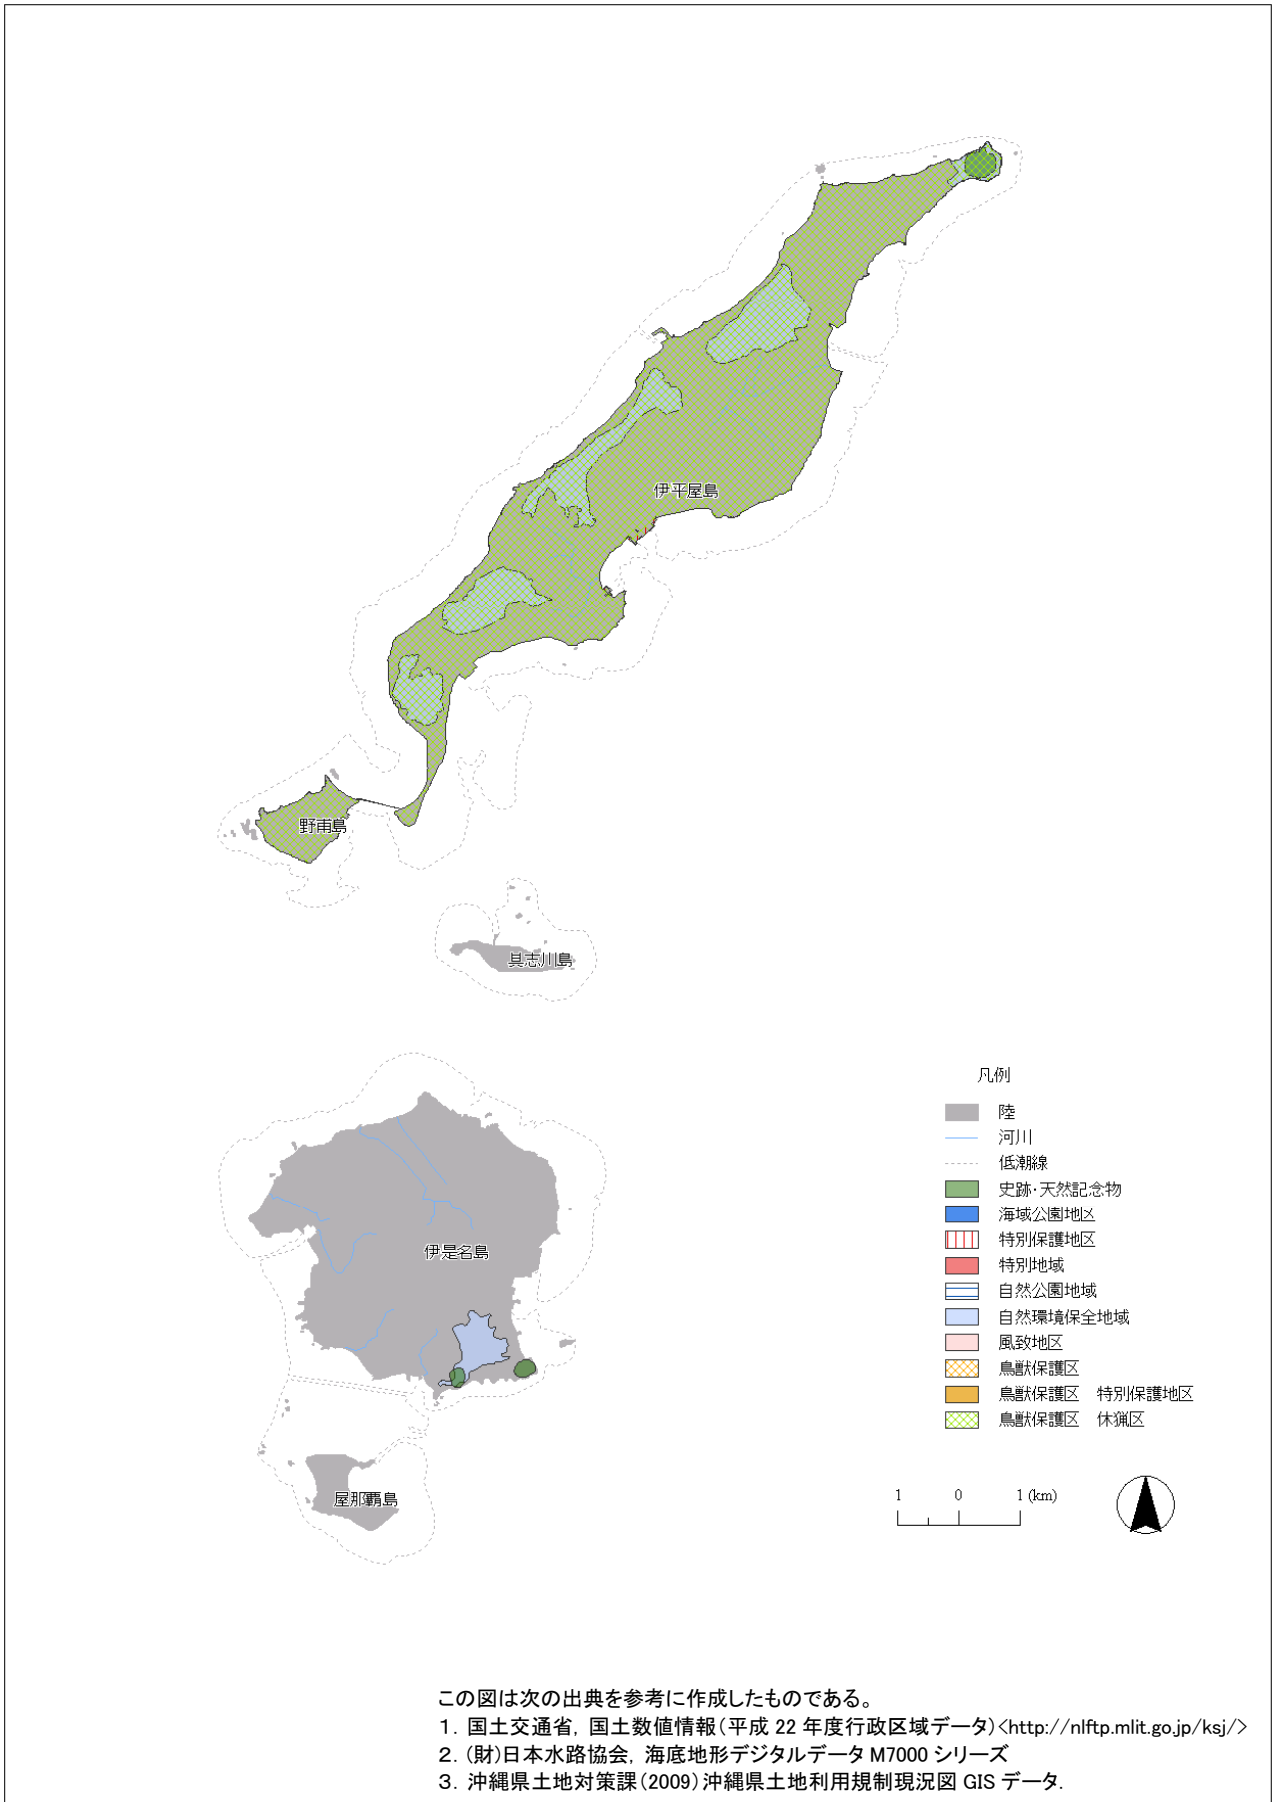 伊平屋島
野甫島
具志川島
伊是名島
屋那覇島
凡例
陸
河川
低潮線
史跡・天然記念物
海域公園地区
特別保護地区
特別地域
自然公園地域
自然環境保全地域
風致地区
鳥獣保護区
鳥獣保護区 特別保護地区
鳥獣保護区 休猟区
1 0 1 (km)
この図は次の出典を参考に作成したものである。
1. 国土交通省, 国土数値情報(平成 22 年度行政区域データ)<http://nlftp.mlit.go.jp/ksj/>
2. (財)日本水路協会, 海底地形デジタルデータ M7000 シリーズ
3. 沖縄県土地対策課(2009)沖縄県土地利用規制現況図 GIS データ.